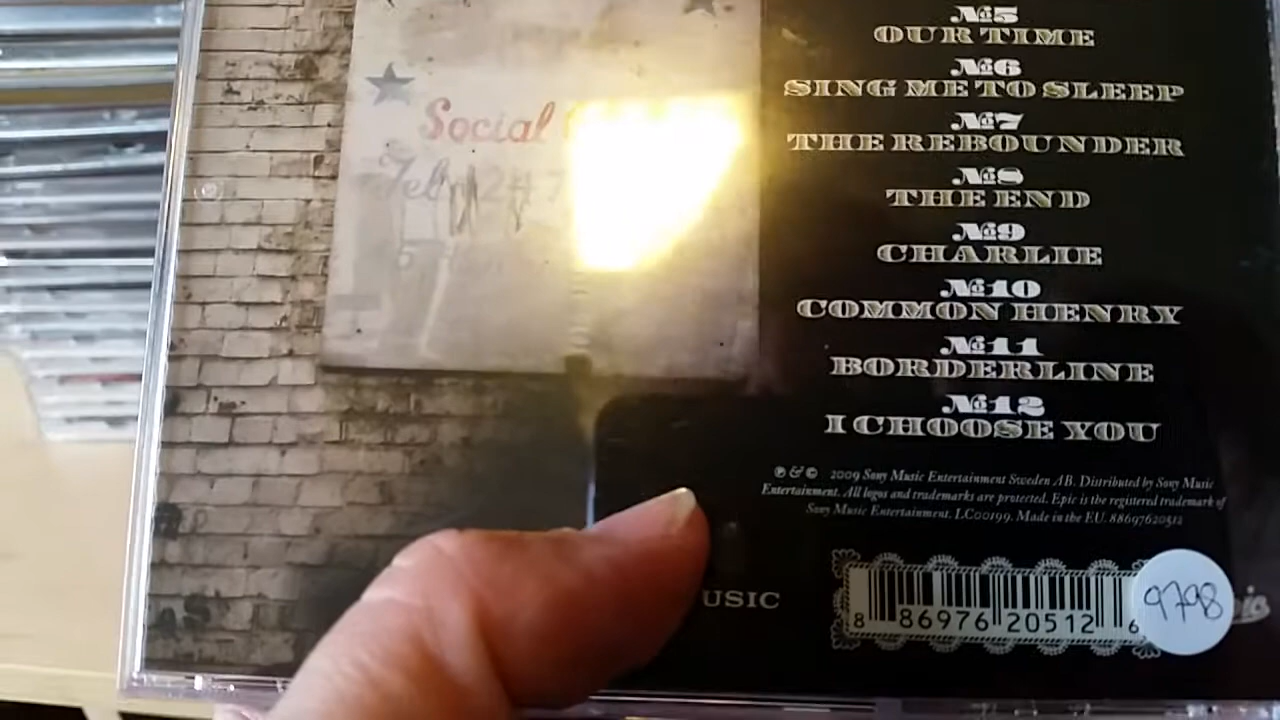 №5
OUR TIME
№6
SING ME TO SLEEP
№7
THE REBOUNDER
№8
THE END
№9
CHARLIE
№10
COMMON HENRY
№11
BORDERLINE
№12
I CHOOSE YOU
Social
Tel
℗ & © 2009 Sony Music Entertainment Sweden AB. Distributed by Sony Music
Entertainment. All logos and trademarks are protected. Epic is the registered trademark of
Sony Music Entertainment. LC00199. Made in the EU. 88697620512
USIC
8 86976 20512 6
9798